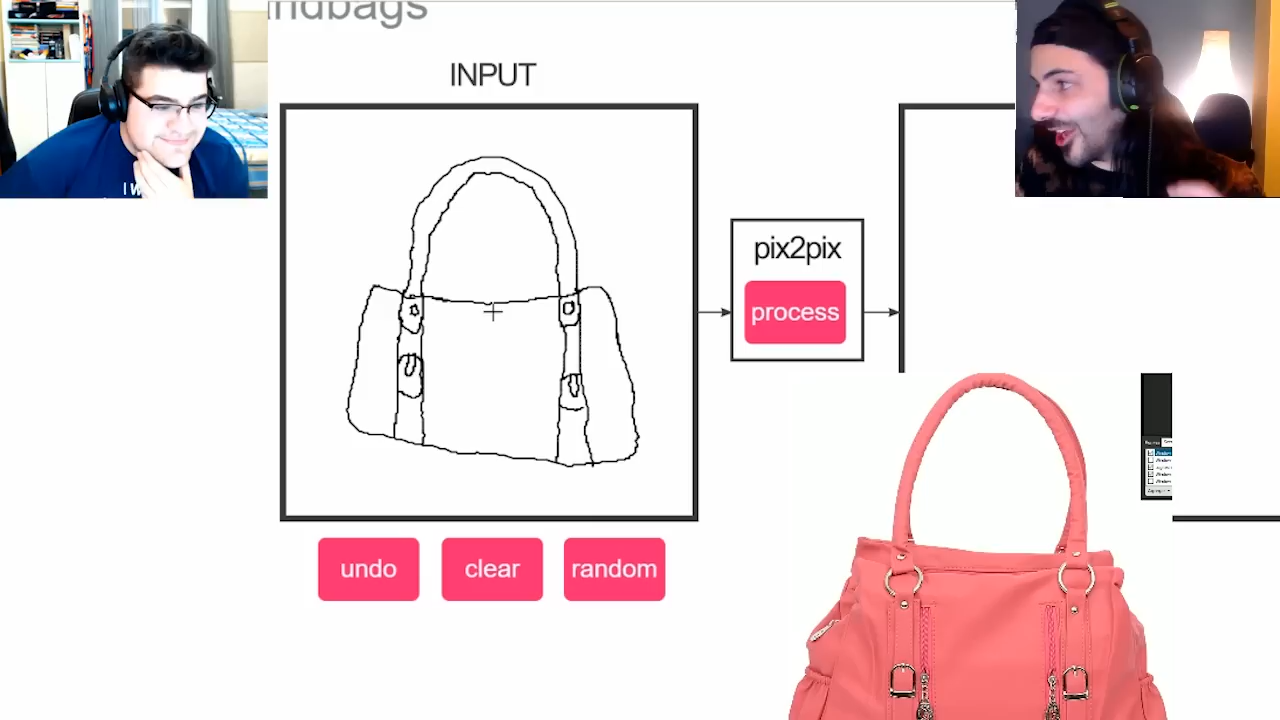 ndbags
INPUT
pix2pix
process
undo
clear
random
I W